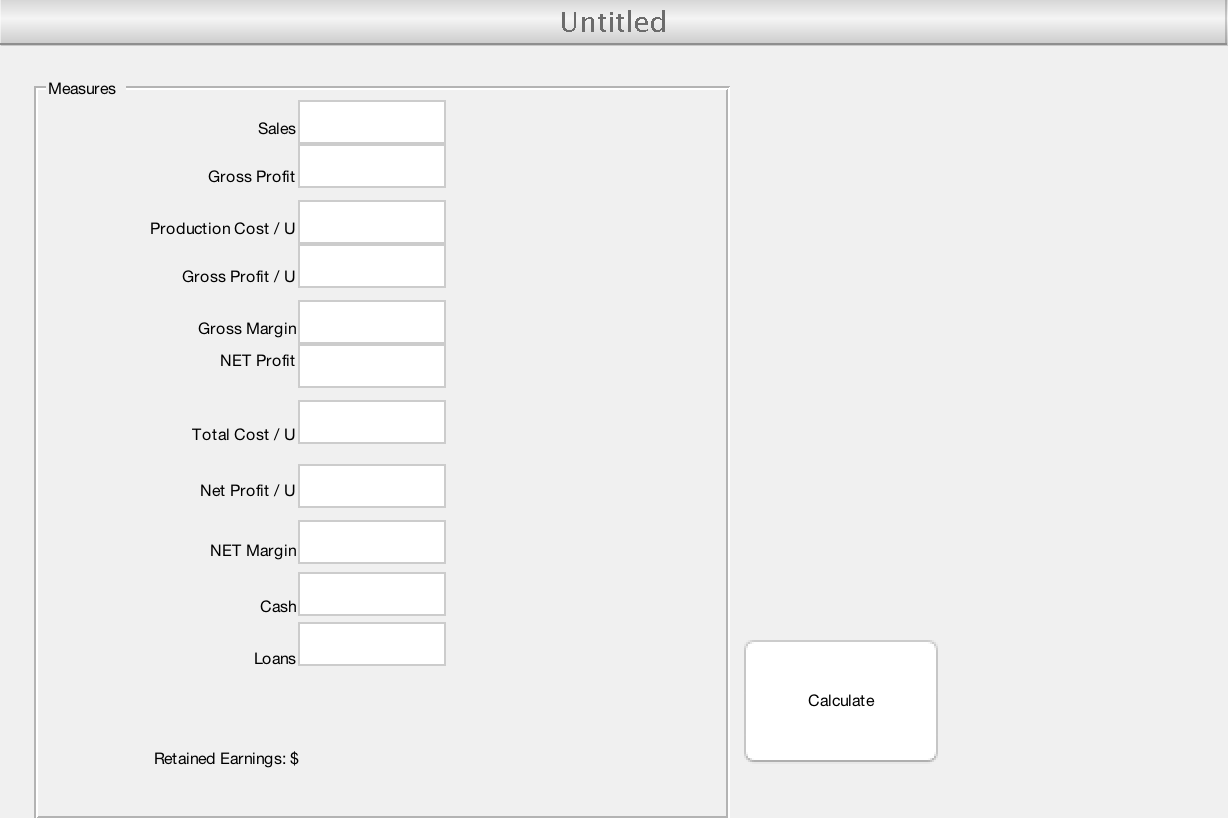 Untitled
Measures
Sales
Gross Profit
Production Cost / U
Gross Profit / U
Gross Margin
NET Profit
Total Cost / U
Net Profit / U
NET Margin
Cash
Loans
Calculate
Retained Earnings: $